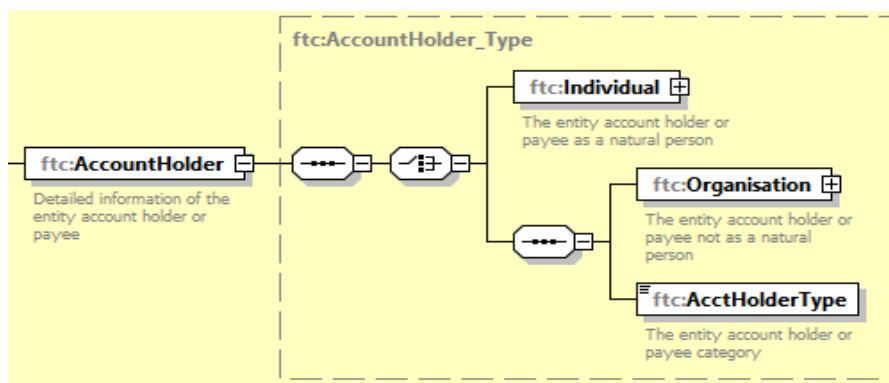 ftc:AccountHolder_Type
ftc:Individual
The entity account holder or
payee as a natural person
ftc:AccountHolder
Detailed information of the
entity account holder or
payee
ftc:Organisation
The entity account holder or
payee not as a natural
person
ftc:AcctHolderType
The entity account holder or
payee category